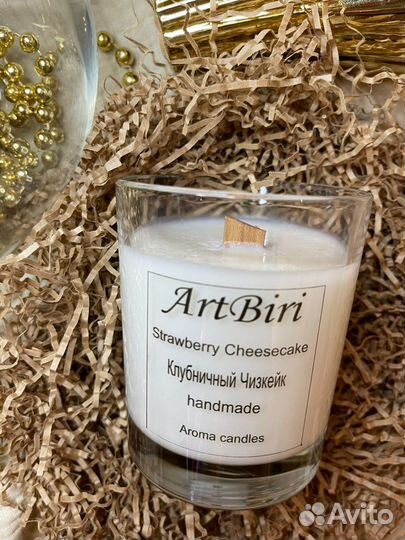 ArtBiri
Strawberry Cheesecake
Клубничный Чизкейк
handmade
Aroma candles
Avito